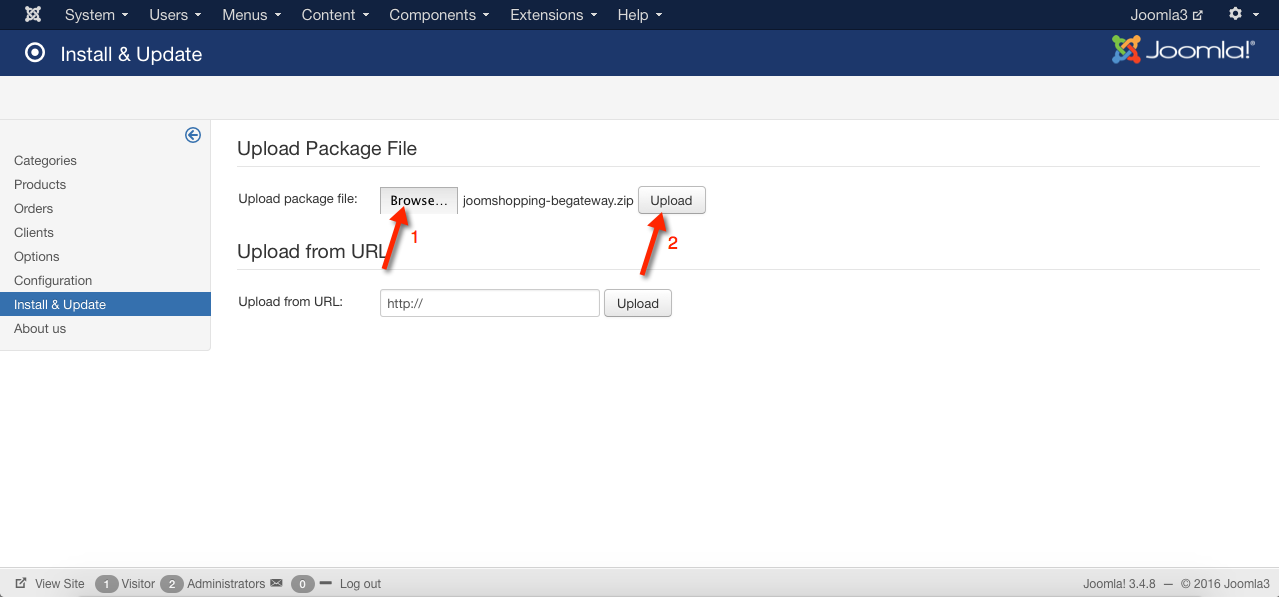 System Users Menus Content Components Extensions Help Joomla3
Install & Update Joomla!®
Categories
Products
Orders
Clients
Options
Configuration
Install & Update
About us
Upload Package File
Upload package file: Browse... joomshopping-begateway.zip Upload
1
2
Upload from URL
Upload from URL: http:// Upload
View Site 1 Visitor 2 Administrators 0 Log out Joomla! 3.4.8 — © 2016 Joomla3